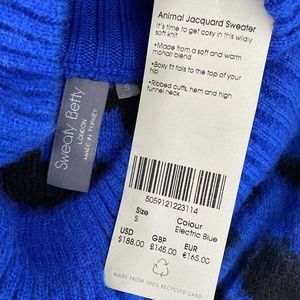 Animal Jacquard Sweater
It's time to get cosy in this wildly
soft knit
•Made from a soft and warm
mohair blend
•Boxy fit falls to the top of your
hip
•Ribbed cuffs, hem and high
funnel neck
5059121223114
Size
S
Colour
Electric Blue
USD
$188.00
GBP
£145.00
EUR
€165.00
MADE FROM 100% RECYCLED CARD
Sweaty Betty
LONDON
MADE IN TURKEY
S